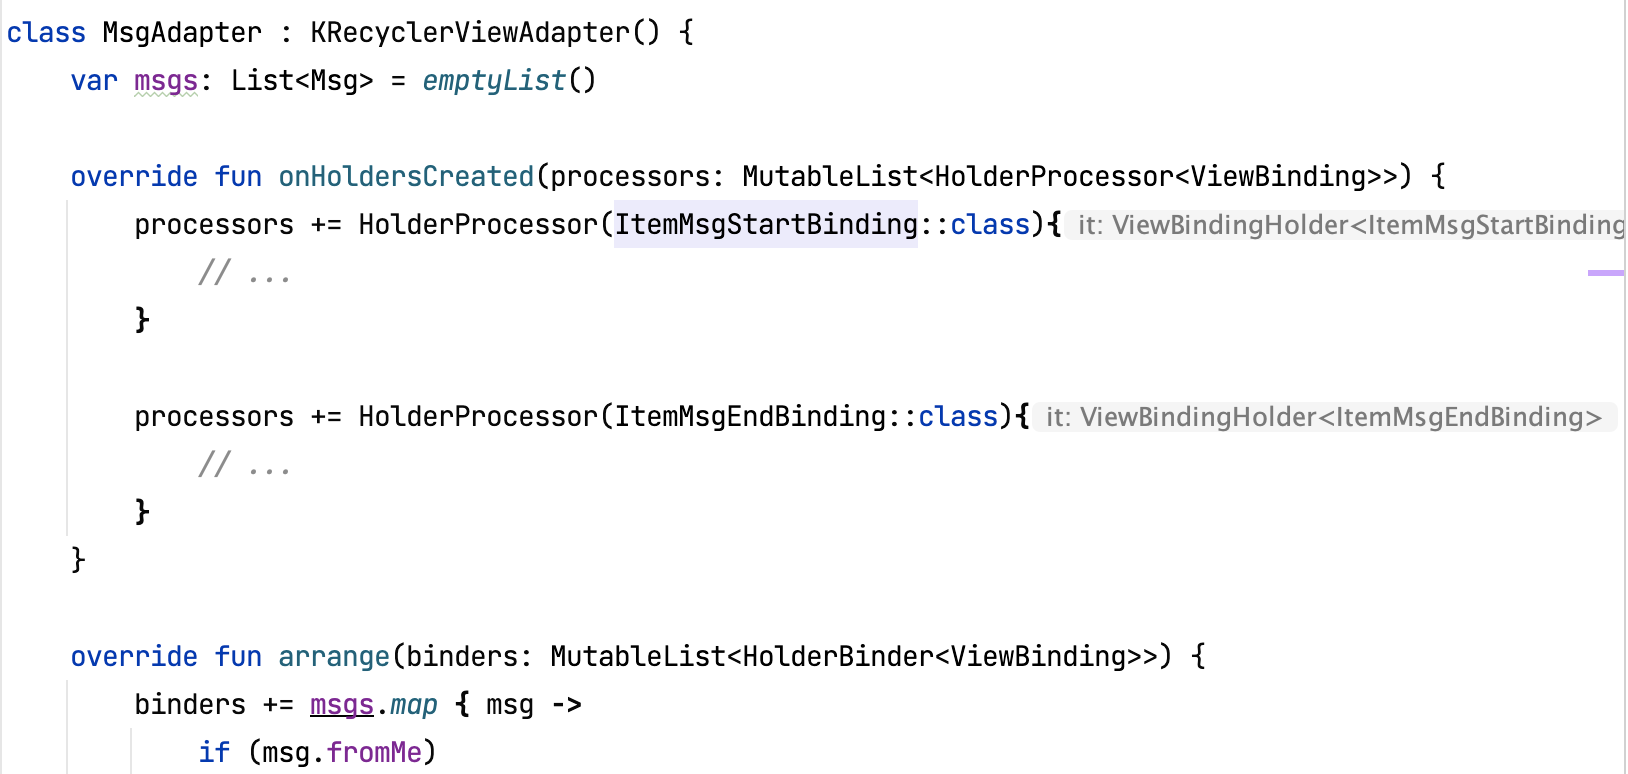 class MsgAdapter : KRecyclerViewAdapter() {
    var msgs: List<Msg> = emptyList()

    override fun onHoldersCreated(processors: MutableList<HolderProcessor<ViewBinding>>) {
        processors += HolderProcessor(ItemMsgStartBinding::class){ it: ViewBindingHolder<ItemMsgStartBinding
            // ...
        }

        processors += HolderProcessor(ItemMsgEndBinding::class){ it: ViewBindingHolder<ItemMsgEndBinding>
            // ...
        }
    }

    override fun arrange(binders: MutableList<HolderBinder<ViewBinding>>) {
        binders += msgs.map { msg ->
            if (msg.fromMe)